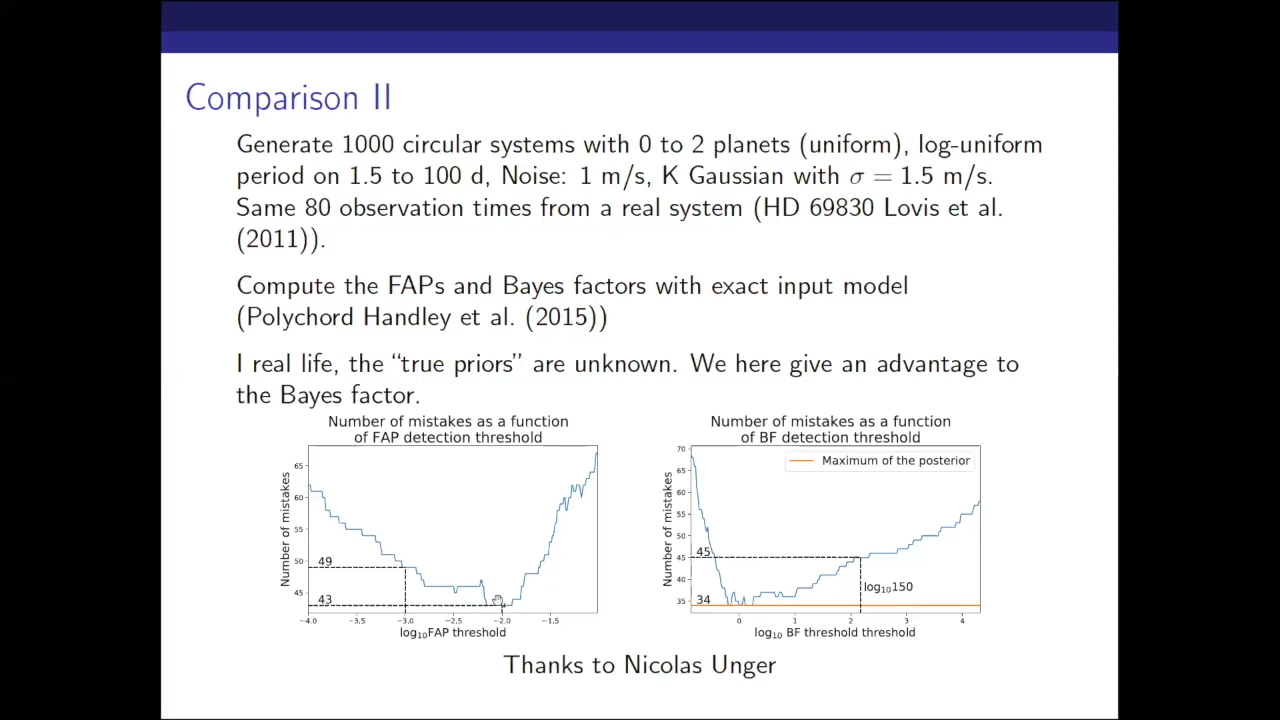 Comparison II
Generate 1000 circular systems with 0 to 2 planets (uniform), log-uniform
period on 1.5 to 100 d, Noise: 1 m/s, K Gaussian with σ = 1.5 m/s.
Same 80 observation times from a real system (HD 69830 Lovis et al.
(2011)).
Compute the FAPs and Bayes factors with exact input model
(Polychord Handley et al. (2015))
I real life, the “true priors” are unknown. We here give an advantage to
the Bayes factor.
Number of mistakes as a function
of FAP detection threshold
Number of mistakes
65
60
55
50
45
49
43
−4.0 −3.5 −3.0 −2.5 −2.0 −1.5
log₁₀FAP threshold
Number of mistakes as a function
of BF detection threshold
Number of mistakes
70
65
60
55
50
45
40
35
Maximum of the posterior
45
log₁₀150
34
0 1 2 3 4
log₁₀ BF threshold threshold
Thanks to Nicolas Unger